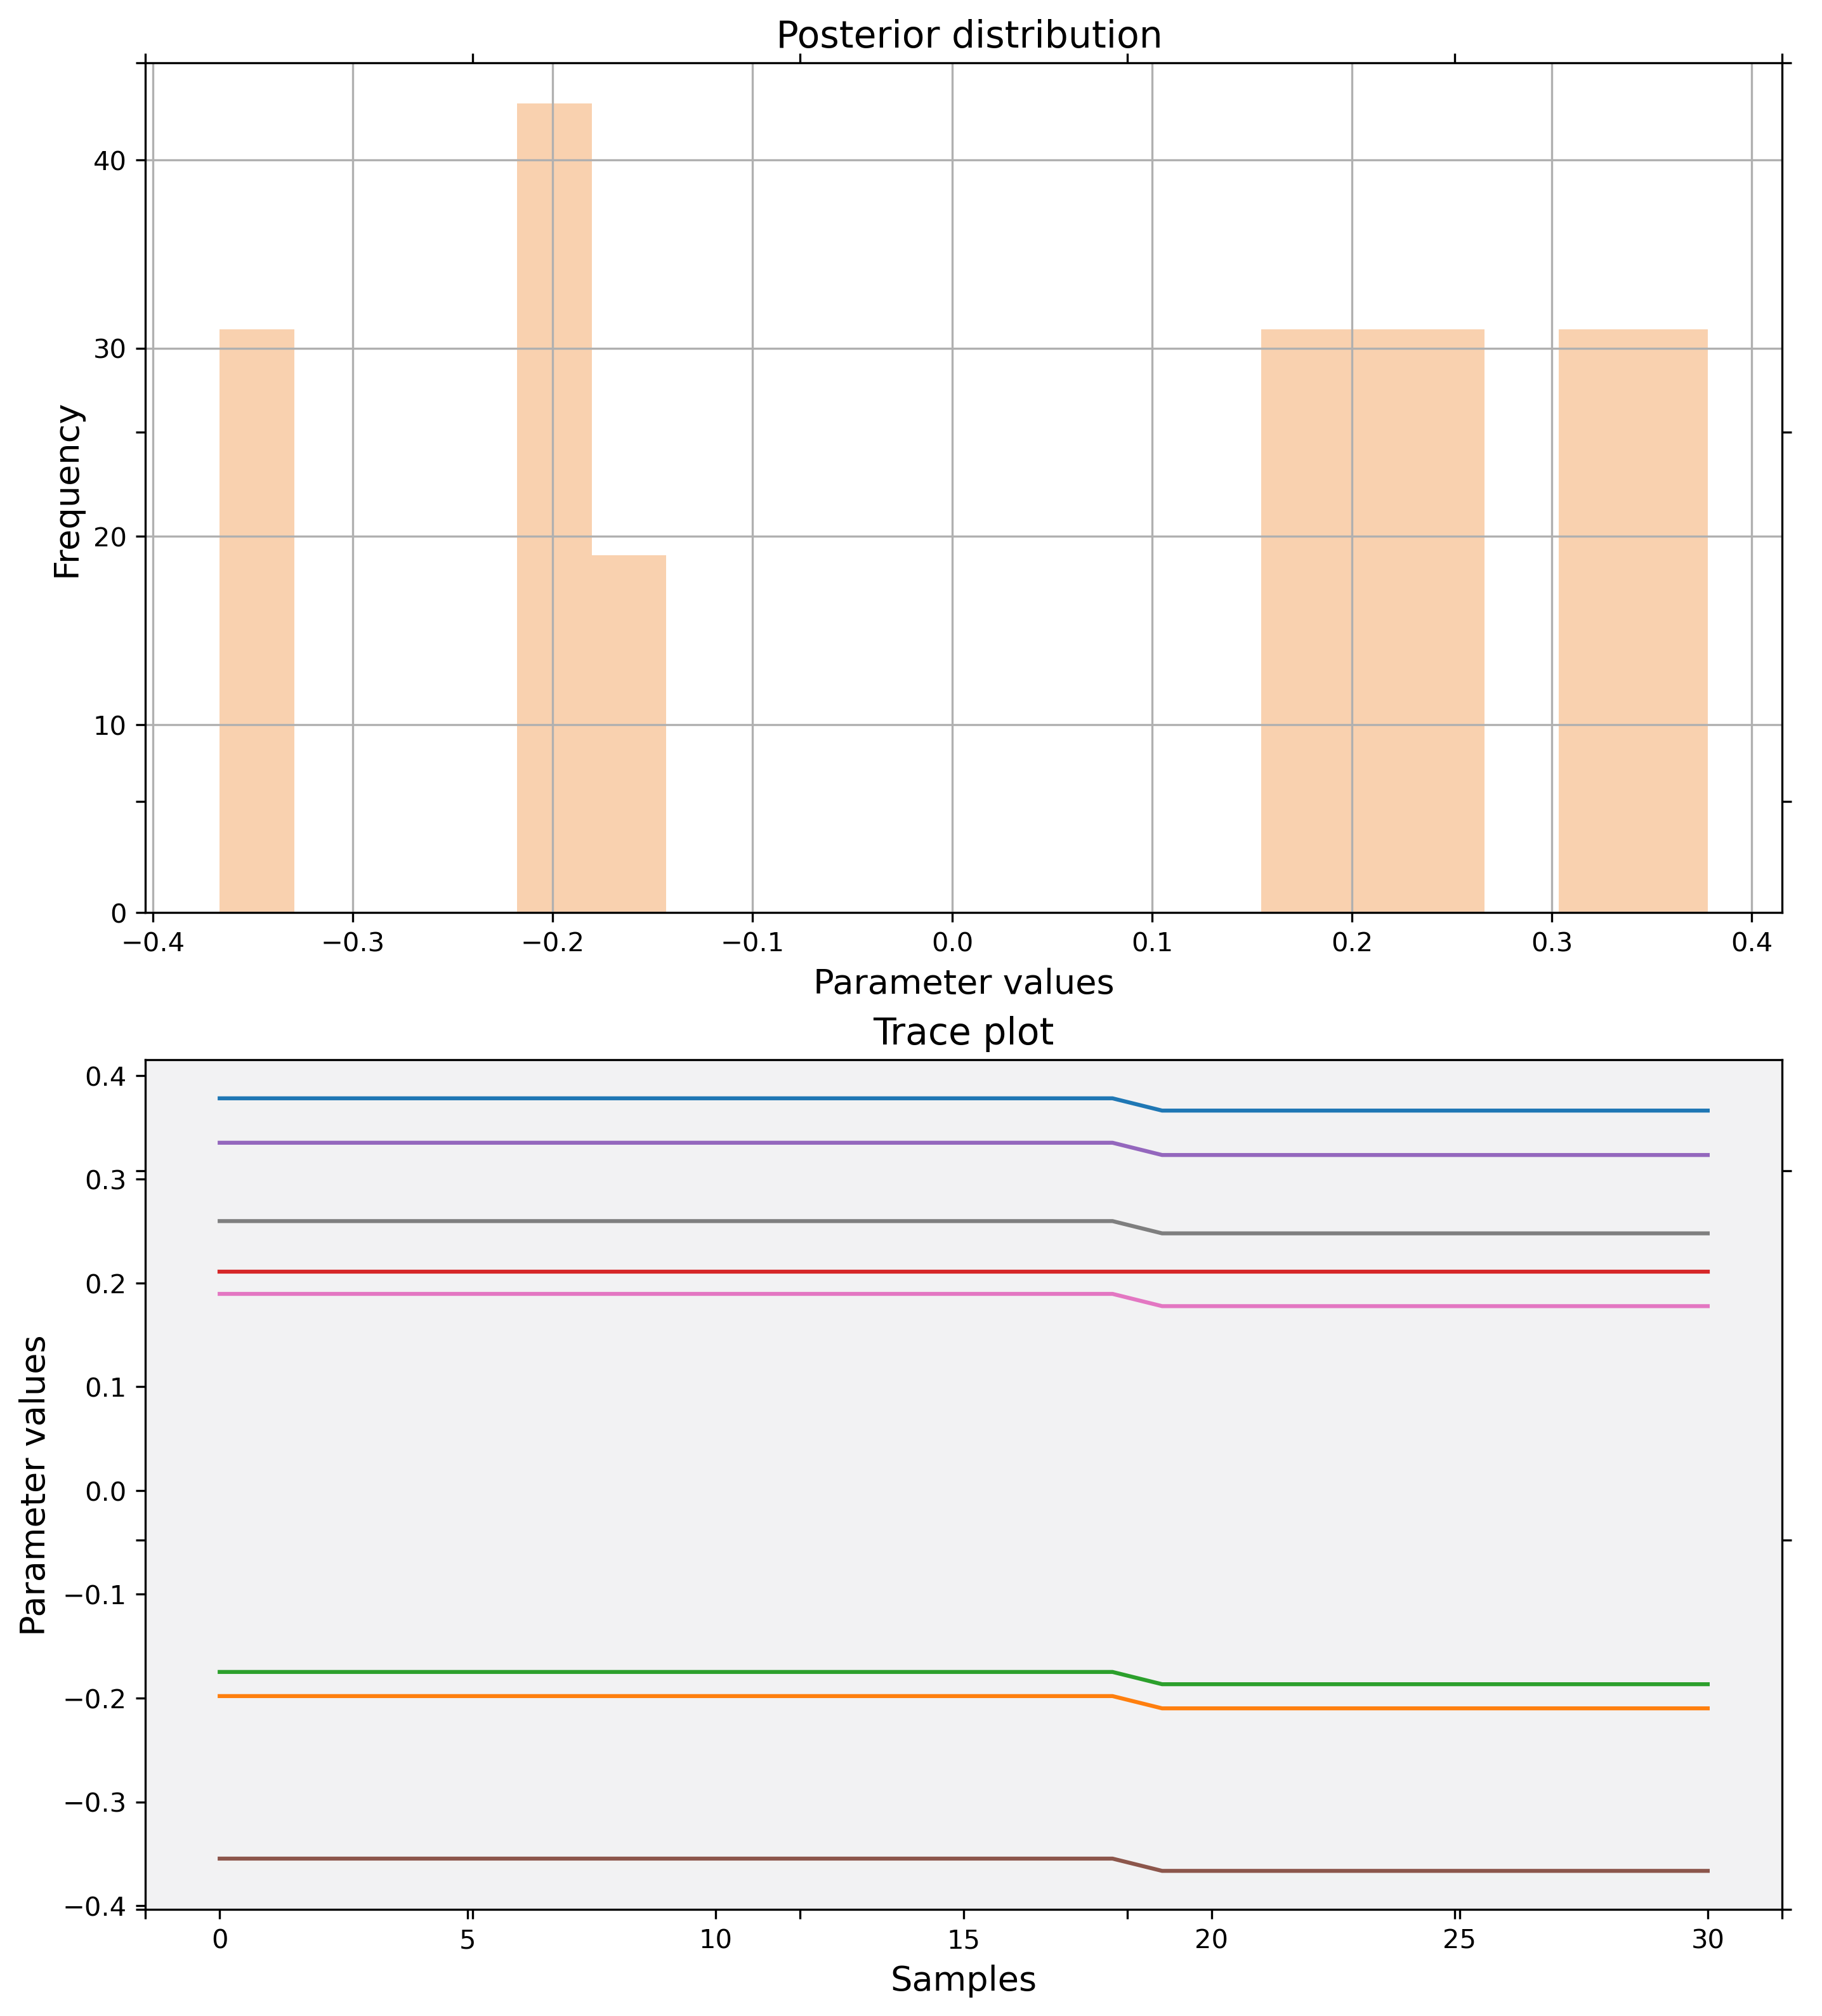 Posterior distribution
40
30
20
10
0
Frequency
−0.4 −0.3 −0.2 −0.1 0.0 0.1 0.2 0.3 0.4
Parameter values
Trace plot
0.4
0.3
0.2
0.1
0.0
−0.1
−0.2
−0.3
−0.4
Parameter values
0 5 10 15 20 25 30
Samples